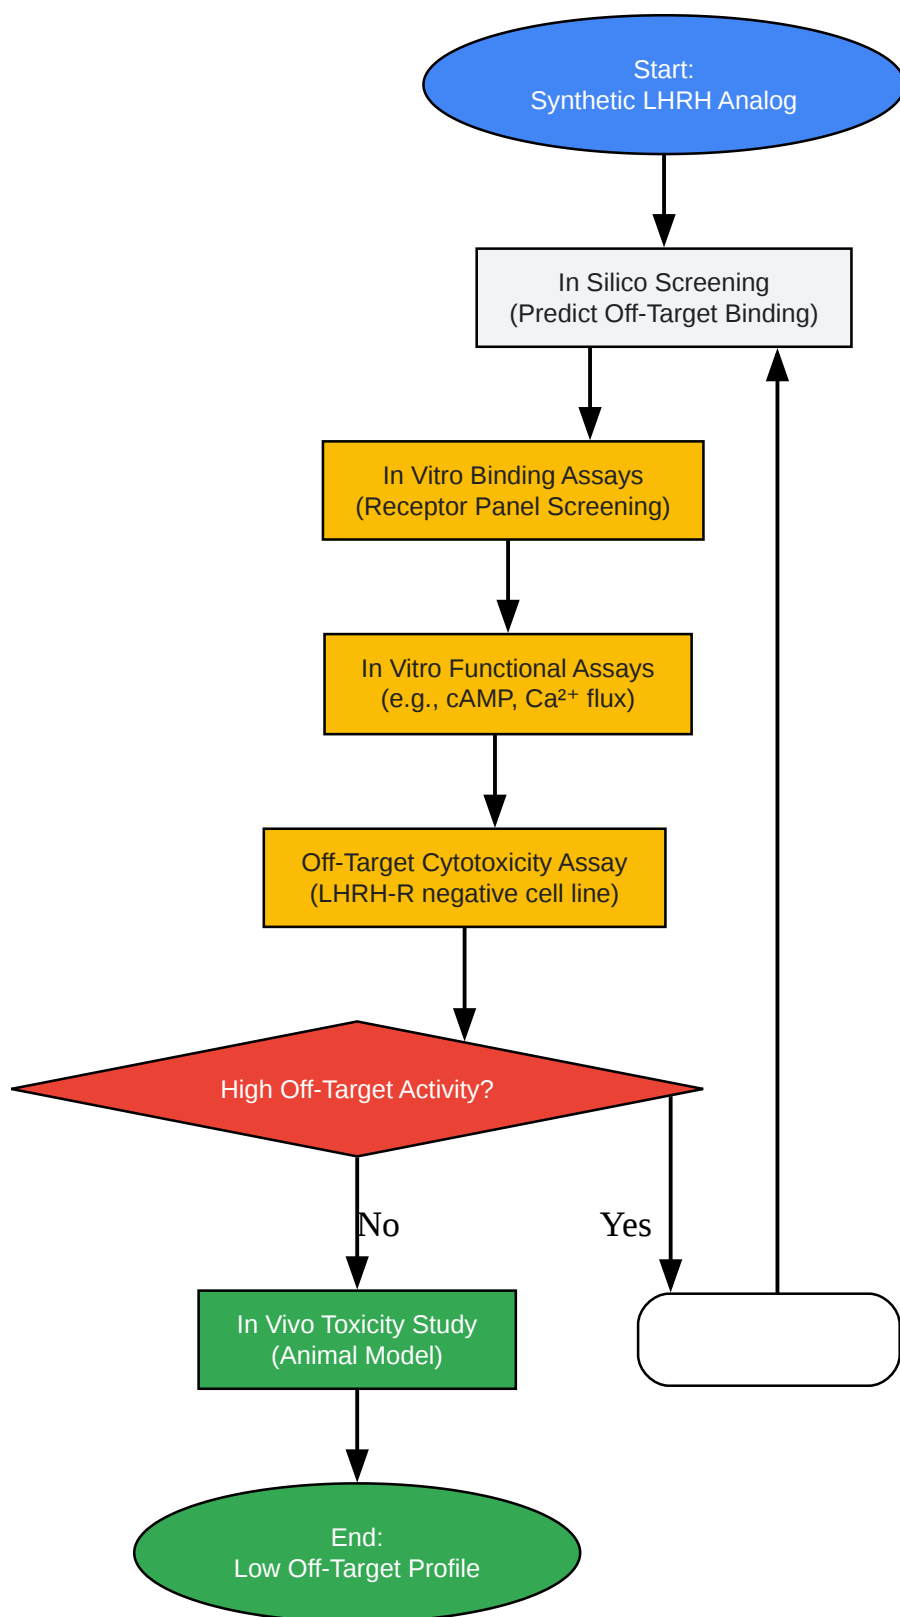 Start:
Synthetic LHRH Analog
In Silico Screening
(Predict Off-Target Binding)
In Vitro Binding Assays
(Receptor Panel Screening)
In Vitro Functional Assays
(e.g., cAMP, Ca²⁺ flux)
Off-Target Cytotoxicity Assay
(LHRH-R negative cell line)
High Off-Target Activity?
No
Yes
In Vivo Toxicity Study
(Animal Model)
End:
Low Off-Target Profile